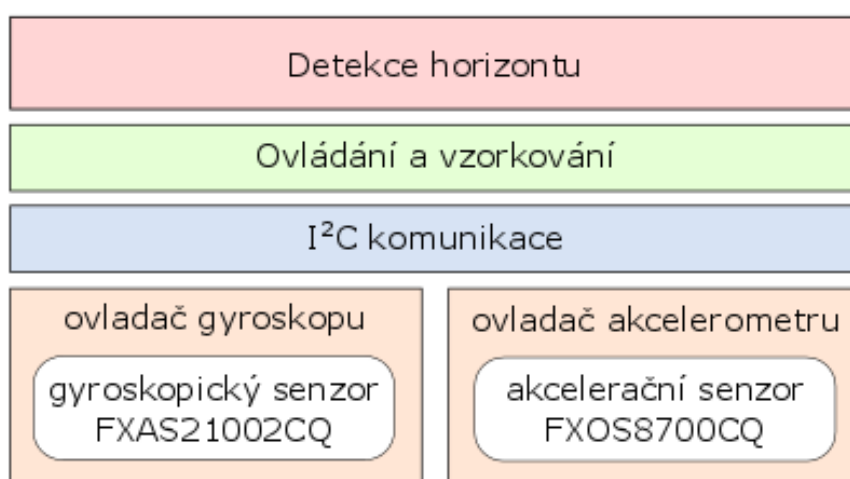 Detekce horizontu
Ovládání a vzorkování
I²C komunikace
ovladač gyroskopu
gyroskopický senzor
FXAS21002CQ
ovladač akcelerometru
akcelerační senzor
FXOS8700CQ